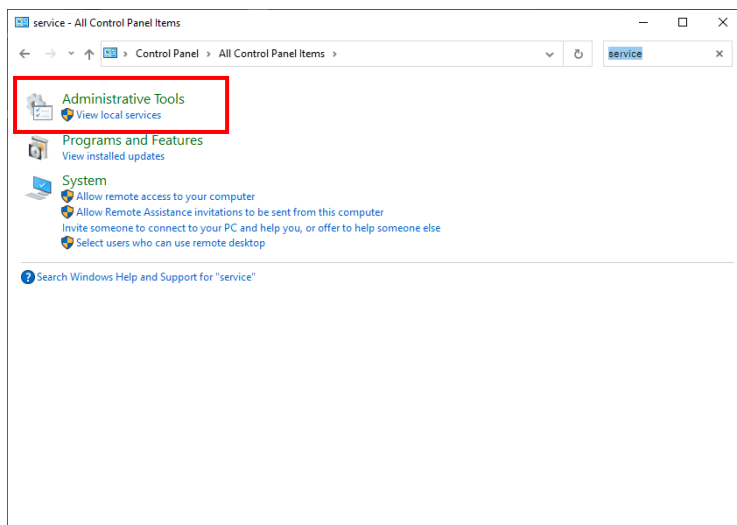 service - All Control Panel Items
Control Panel > All Control Panel Items >
service
Administrative Tools
View local services
Programs and Features
View installed updates
System
Allow remote access to your computer
Allow Remote Assistance invitations to be sent from this computer
Invite someone to connect to your PC and help you, or offer to help someone else
Select users who can use remote desktop
Search Windows Help and Support for "service"